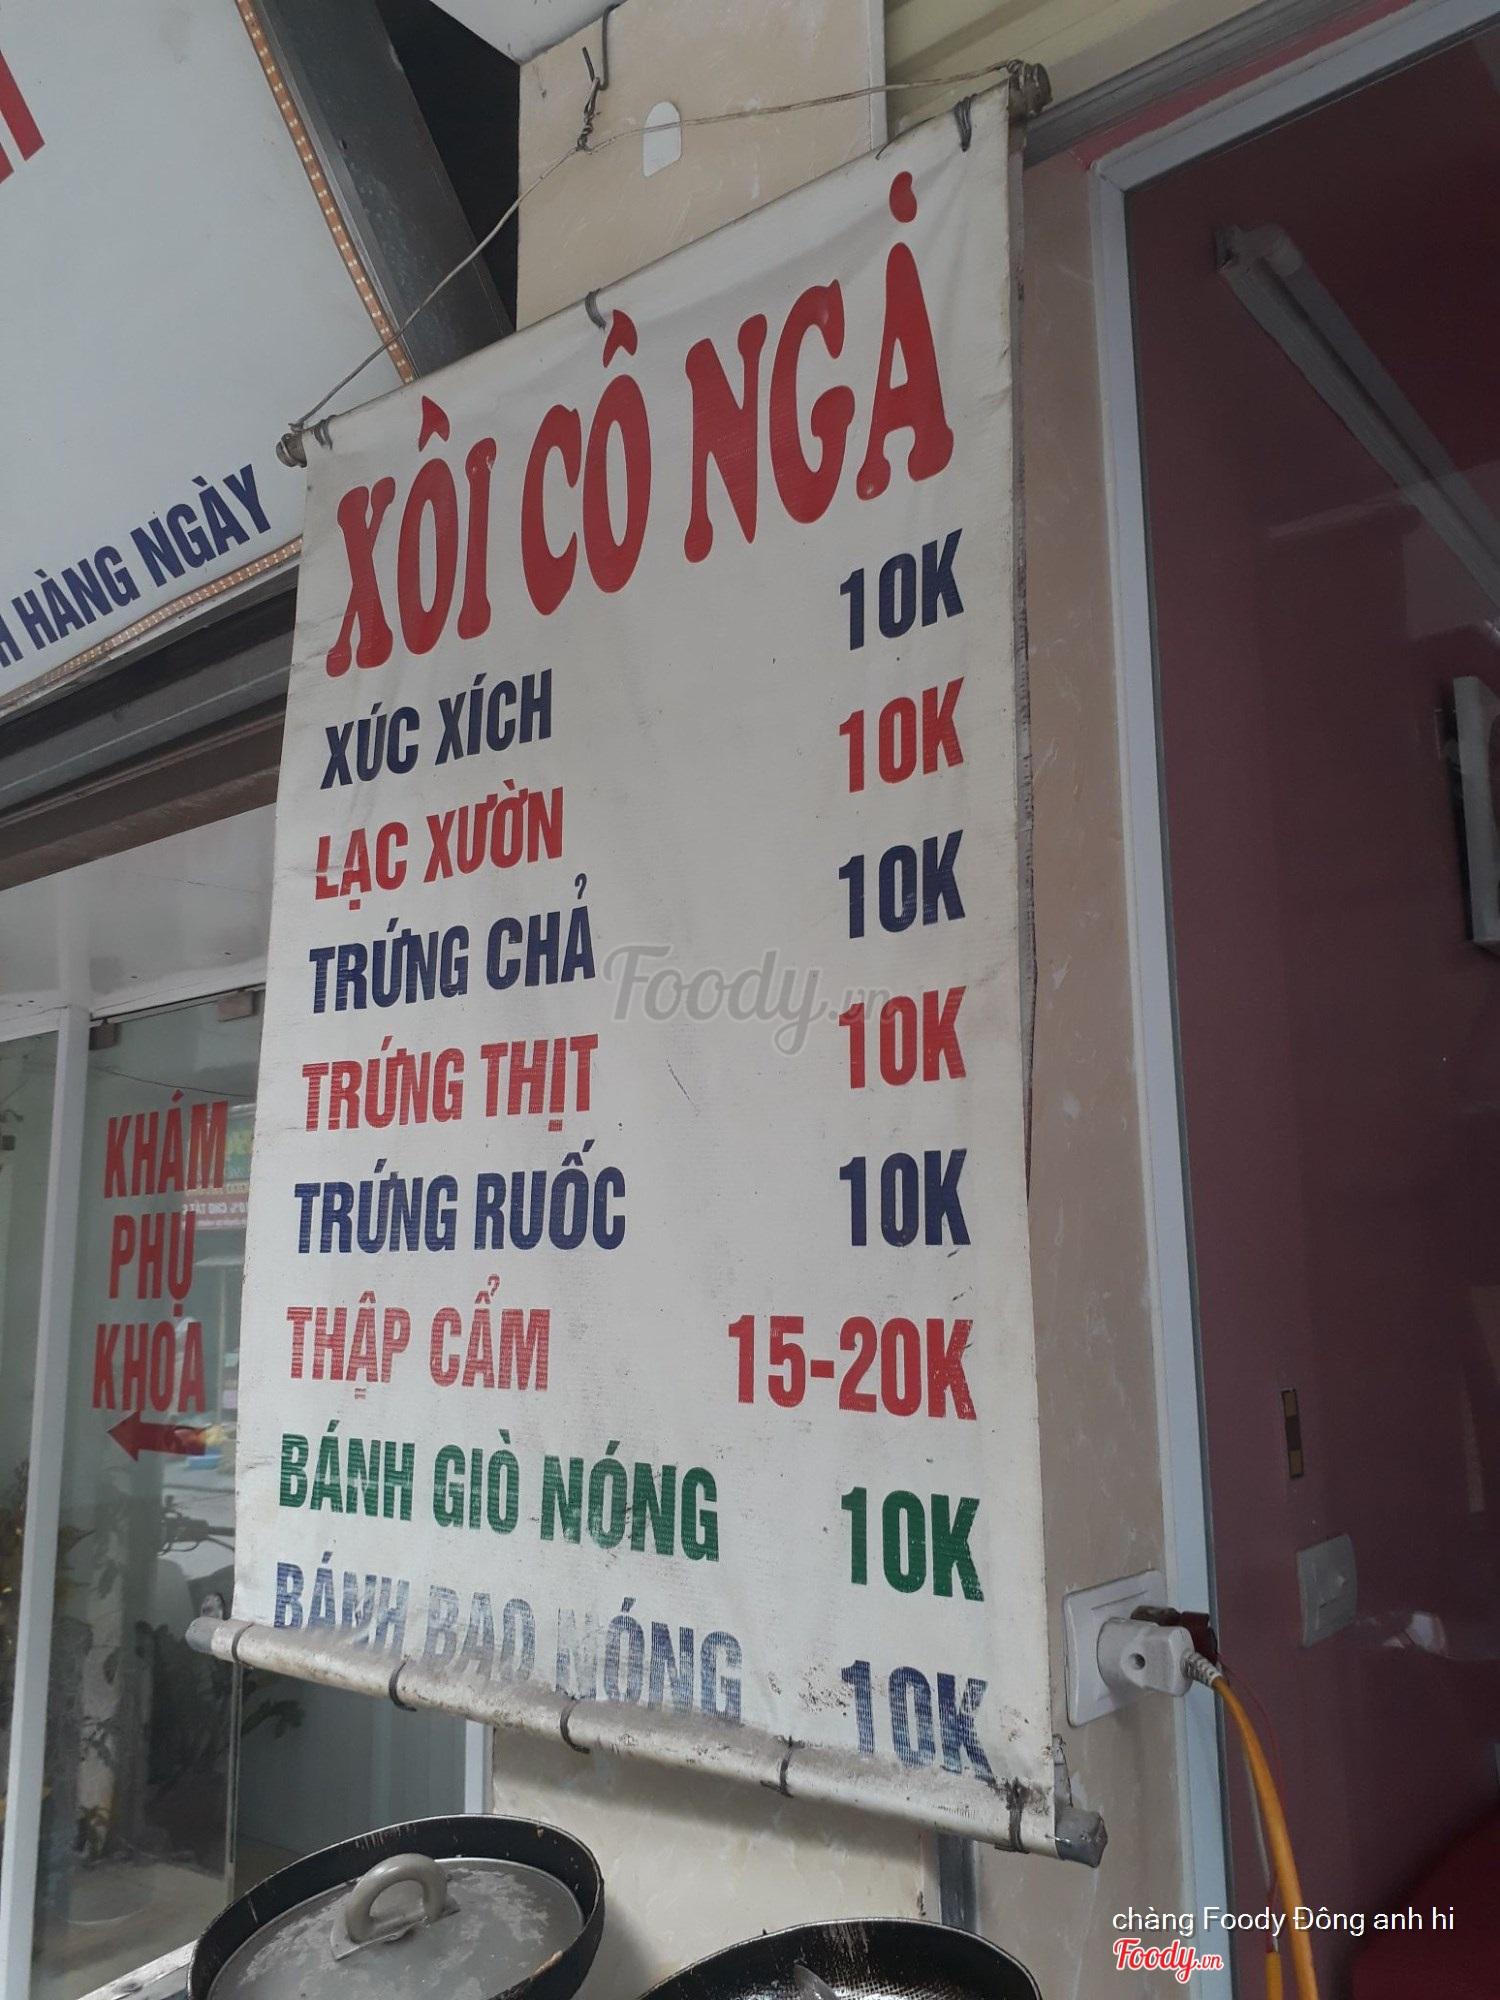 H HÀNG NGÀY
XÔI CÔ NGẢ
XÚC XÍCH 10K
LẠC XƯỜN 10K
TRỨNG CHẢ 10K
TRỨNG THỊT 10K
TRỨNG RUỐC 10K
THẬP CẨM 15-20K
BÁNH GIÒ NÓNG 10K
BÁNH BAO NÓNG 10K
KHÁM
PHỤ
KHOA
Foody.vn
chàng Foody Đông anh hi
Foody.vn